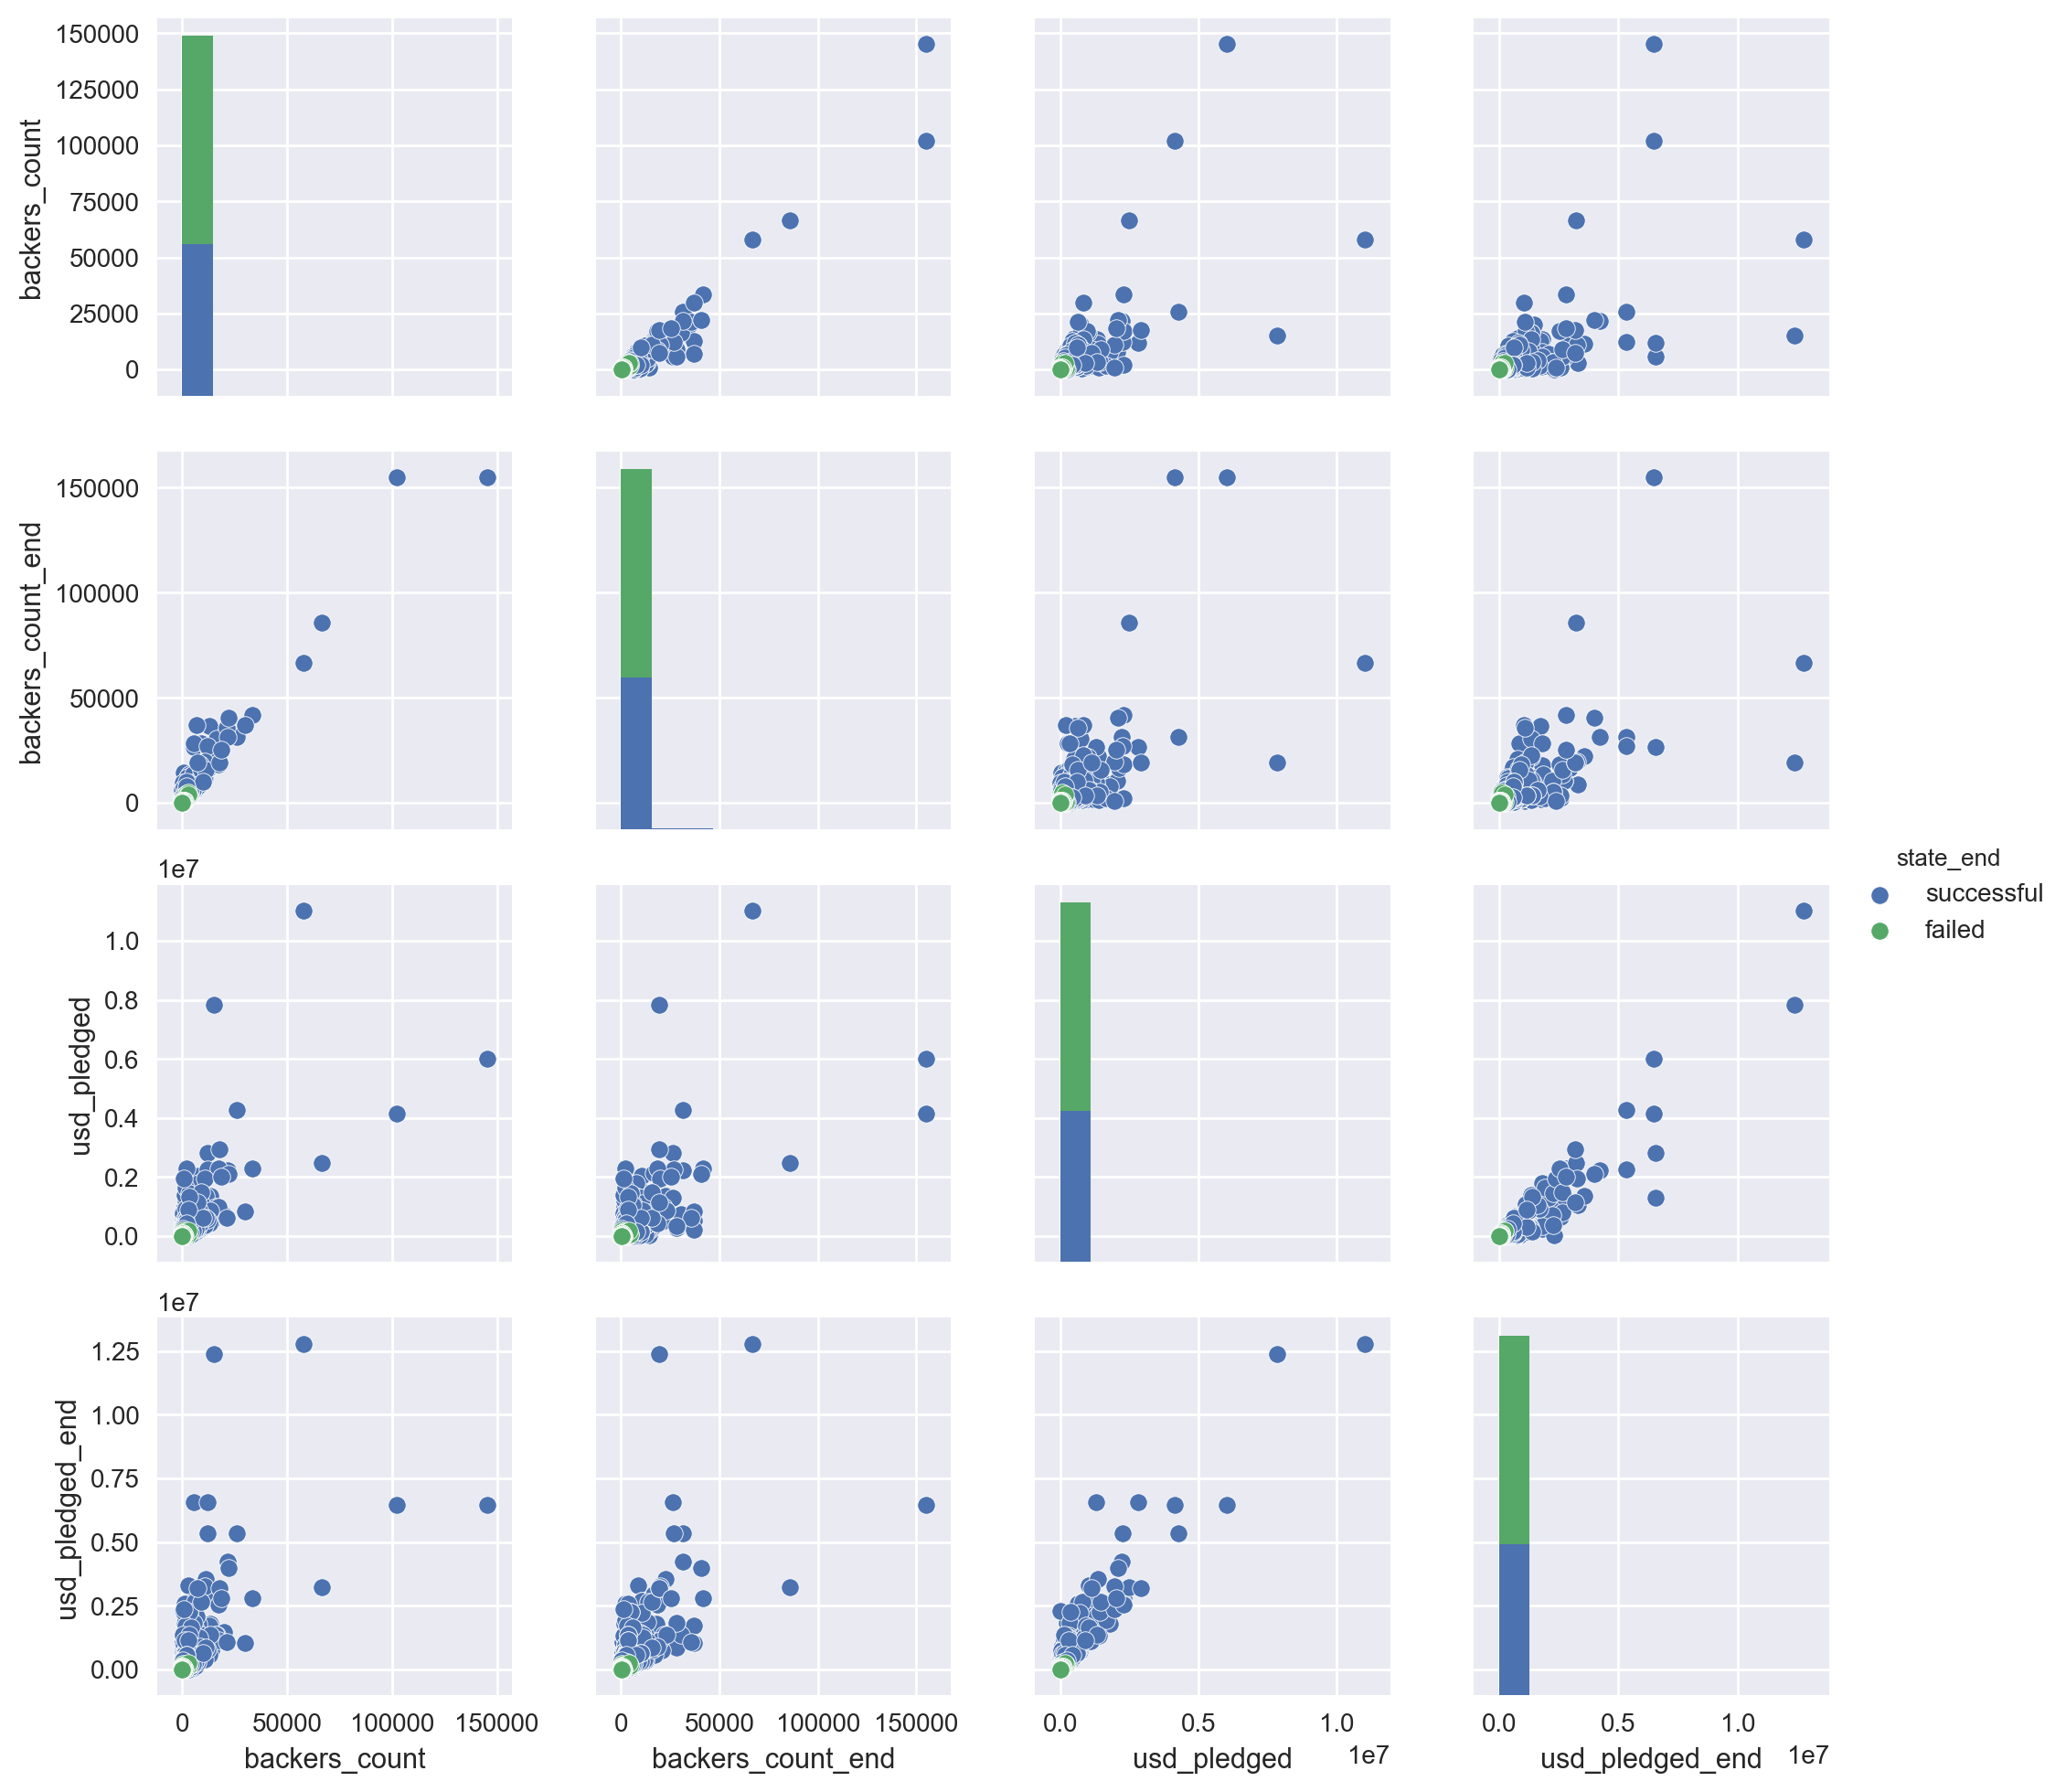 150000
125000
100000
75000
50000
25000
0
backers_count
150000
100000
50000
0
backers_count_end
1e7
1.0
0.8
0.6
0.4
0.2
0.0
usd_pledged
state_end
successful
failed
1e7
1.25
1.00
0.75
0.50
0.25
0.00
usd_pledged_end
0 50000 100000 150000
backers_count
0 50000 100000 150000
backers_count_end
0.0 0.5 1.0
1e7
usd_pledged
0.0 0.5 1.0
1e7
usd_pledged_end